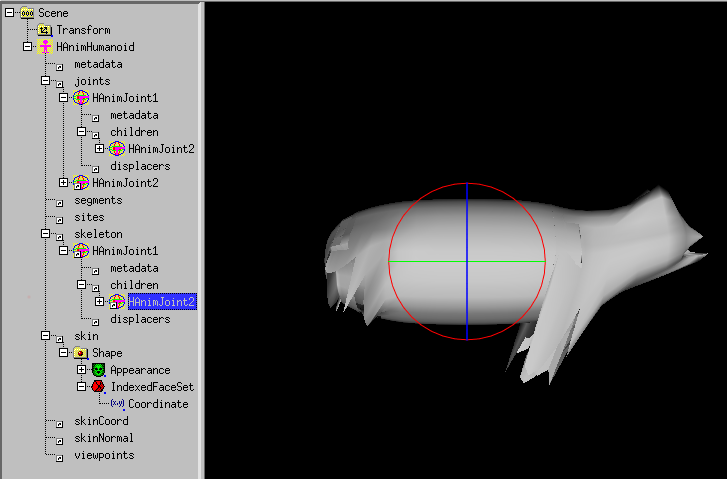 Scene
Transform
HAnimHumanoid
metadata
joints
HAnimJoint1
metadata
children
HAnimJoint2
displacers
HAnimJoint2
segments
sites
skeleton
HAnimJoint1
metadata
children
HAnimJoint2
displacers
skin
Shape
Appearance
IndexedFaceSet
(x,y) Coordinate
skinCoord
skinNormal
viewpoints